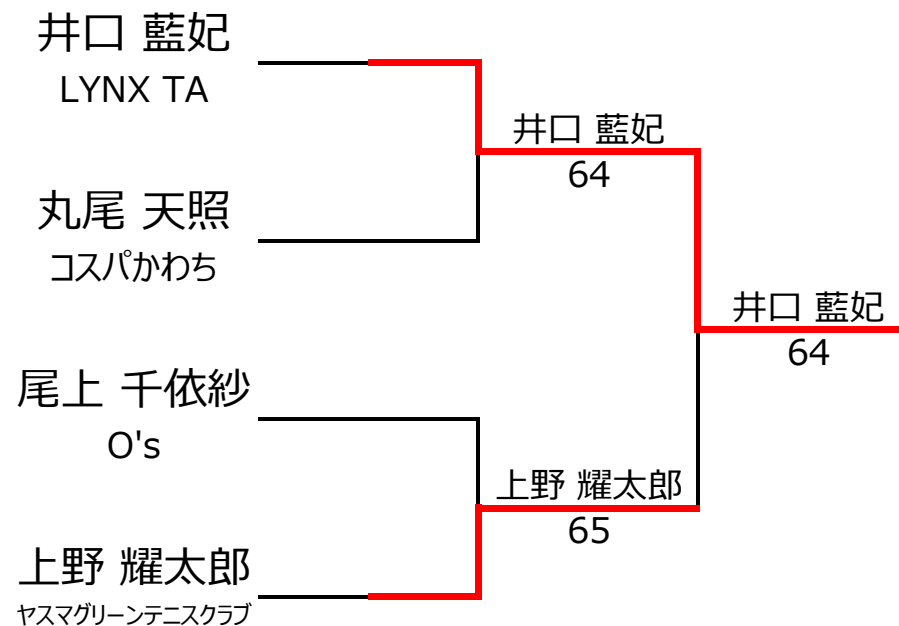 井口 藍妃
LYNX TA
井口 藍妃
64
丸尾 天照
コスパかわち
井口 藍妃
64
尾上 千依紗
O's
上野 耀太郎
65
上野 耀太郎
ヤスマグリーンテニスクラブ